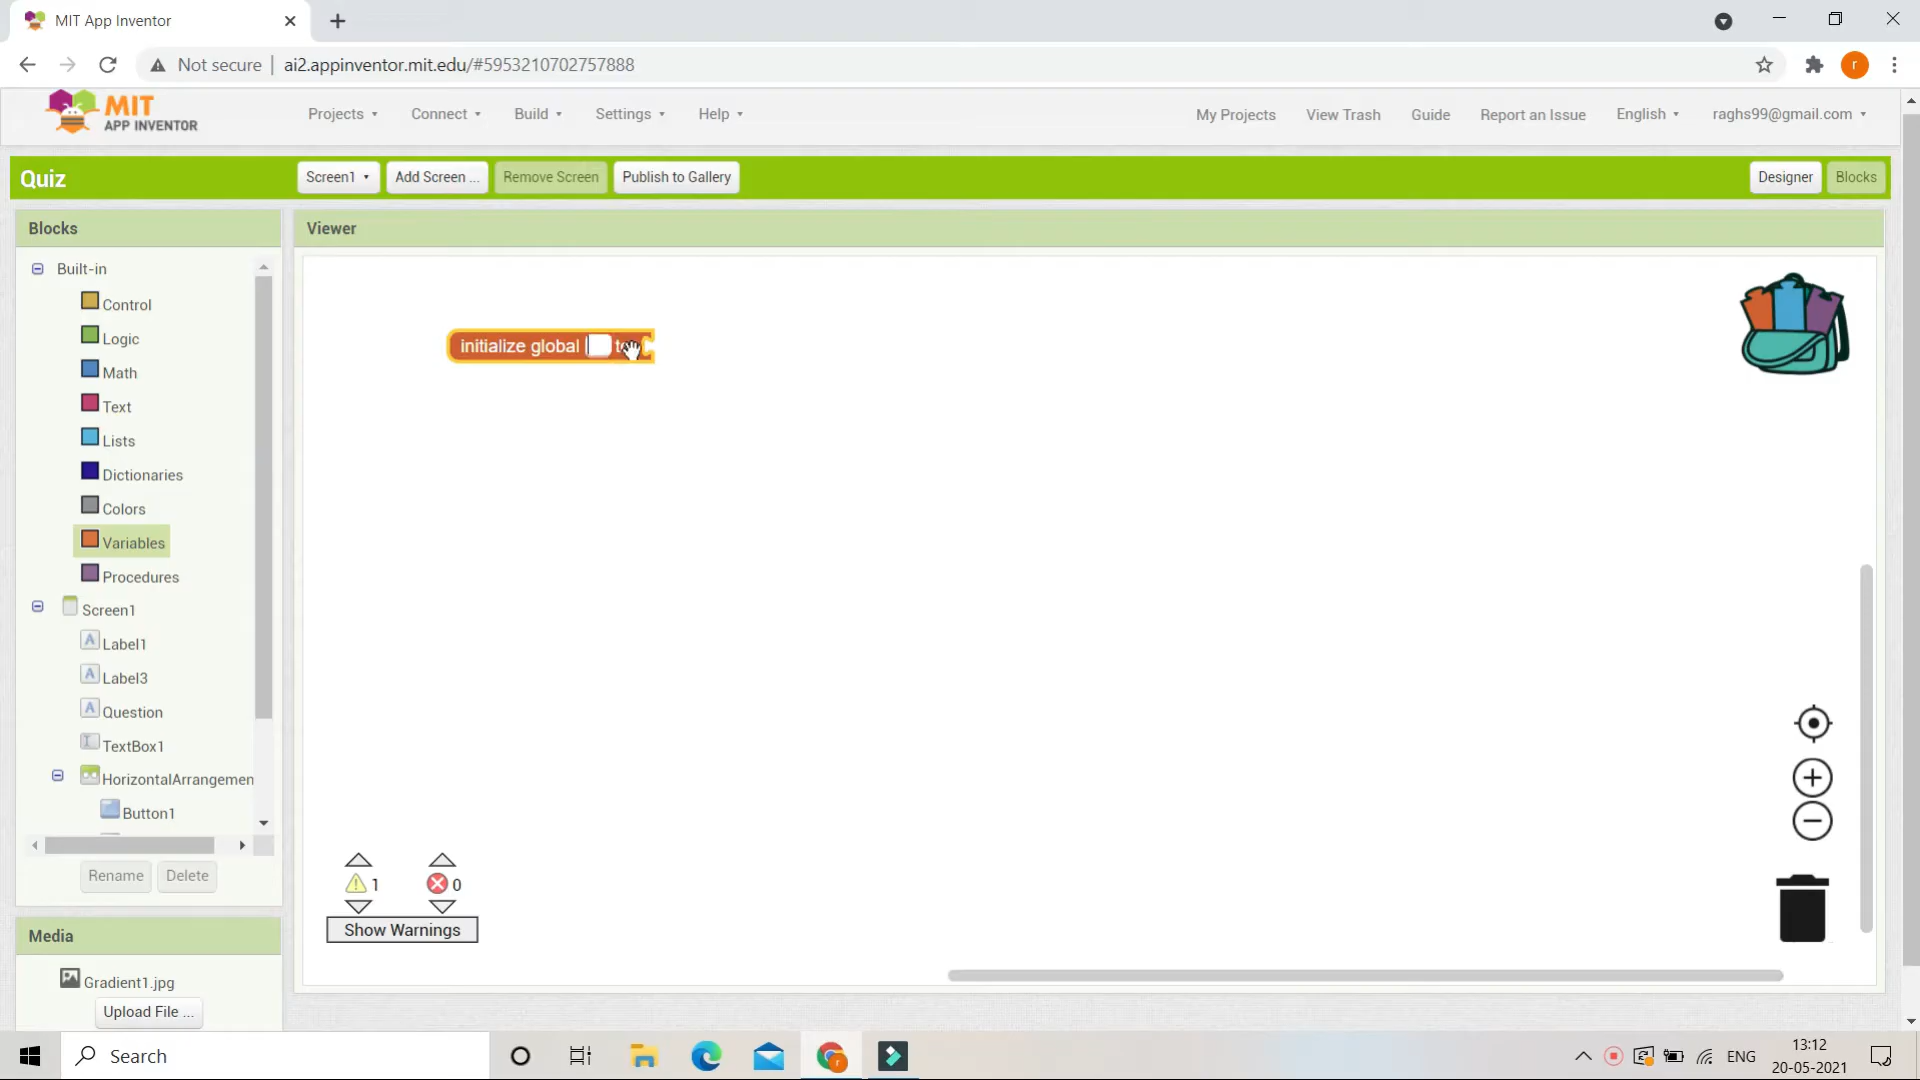 MIT App Inventor
Not secure
ai2.appinventor.mit.edu/#5953210702757888
r
MIT
APP INVENTOR
Projects
Connect
Build
Settings
Help
My Projects
View Trash
Guide
Report an Issue
English
raghs99@gmail.com
Quiz
Screen1
Add Screen ...
Remove Screen
Publish to Gallery
Designer
Blocks
Blocks
Viewer
Built-in
Control
Logic
Math
Text
Lists
Dictionaries
Colors
Variables
Procedures
Screen1
Label1
Label3
Question
TextBox1
HorizontalArrangemen
Button1
Rename
Delete
Media
Gradient1.jpg
Upload File ...
initialize global
1
0
Show Warnings
Search
ENG
13:12
20-05-2021